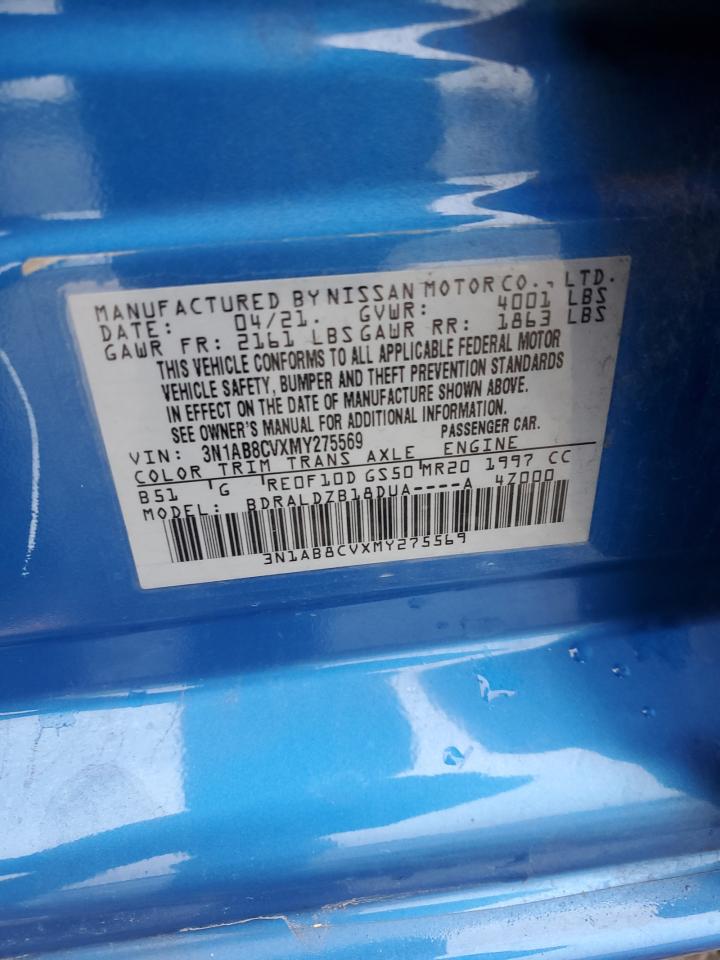 MANUFACTURED BY NISSAN MOTOR CO., LTD.
DATE: 04/21. GVWR: 4001 LBS
GAWR FR: 2161 LBS GAWR RR: 1863 LBS
THIS VEHICLE CONFORMS TO ALL APPLICABLE FEDERAL MOTOR
VEHICLE SAFETY, BUMPER AND THEFT PREVENTION STANDARDS
IN EFFECT ON THE DATE OF MANUFACTURE SHOWN ABOVE.
SEE OWNER'S MANUAL FOR ADDITIONAL INFORMATION.
VIN: 3N1AB8CVXMY275569 PASSENGER CAR.
COLOR TRIM TRANS AXLE ENGINE
B51 G RE0F10D GS50 MR20 1997 CC
MODEL: BDRALDZB18DUA----A 4Z000
3N1AB8CVXMY275569